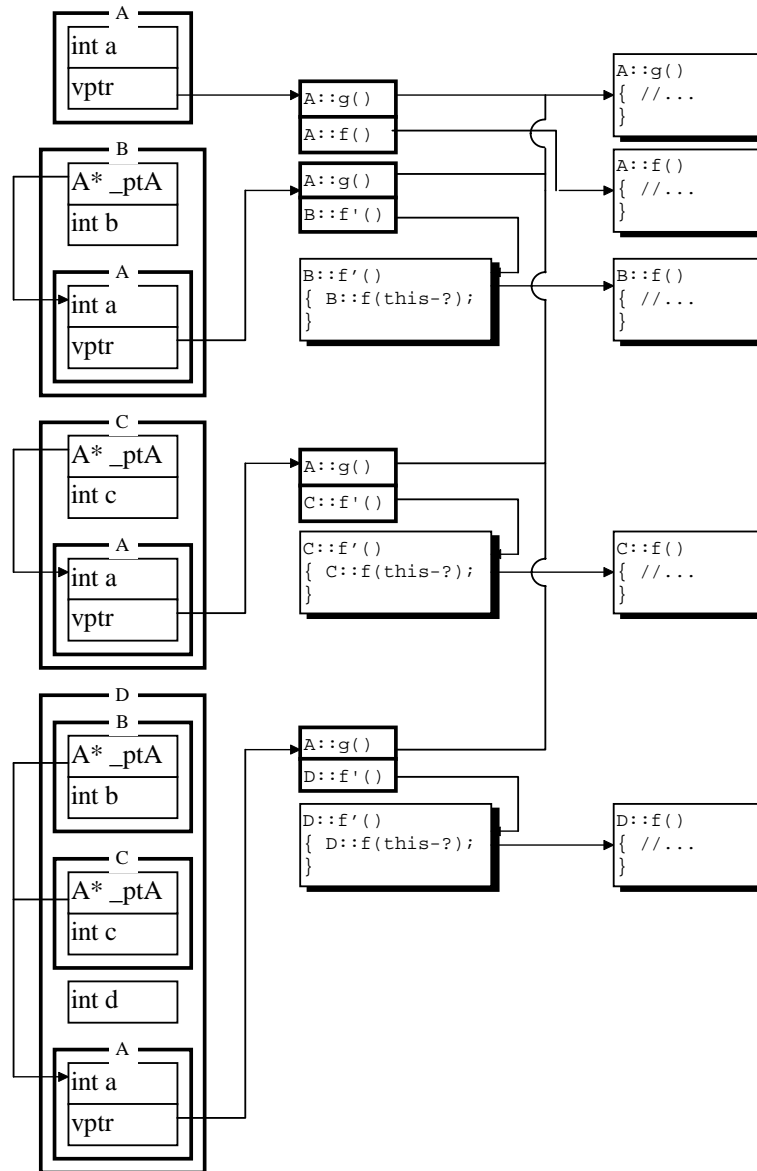 A
int a
vptr
A::g()
A::f()
A::g()
{ //...
}
A::f()
{ //...
}
B
A* _ptA
int b
A
int a
vptr
A::g()
B::f'()
B::f’()
{ B::f(this-?);
}
B::f()
{ //...
}
C
A* _ptA
int c
A
int a
vptr
A::g()
C::f'()
C::f’()
{ C::f(this-?);
}
C::f()
{ //...
}
D
B
A* _ptA
int b
C
A* _ptA
int c
int d
A
int a
vptr
A::g()
D::f'()
D::f’()
{ D::f(this-?);
}
D::f()
{ //...
}